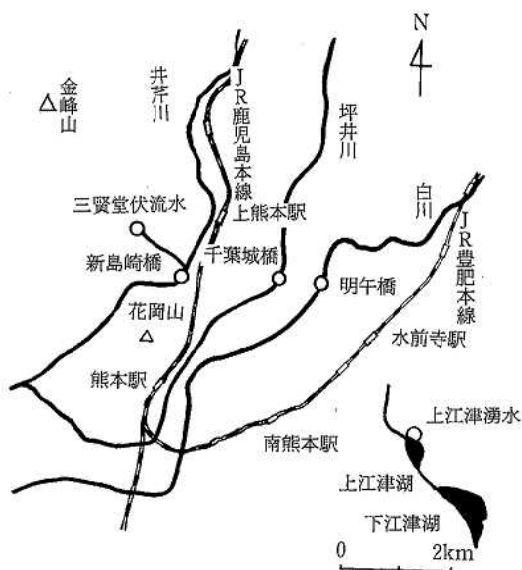 N
金峰山
井芹川
JR鹿児島本線
坪井川
白川
JR豊肥本線
三賢堂伏流水
上熊本駅
新島崎橋
千葉城橋
明午橋
花岡山
水前寺駅
熊本駅
南熊本駅
上江津湧水
上江津湖
下江津湖
0 2km